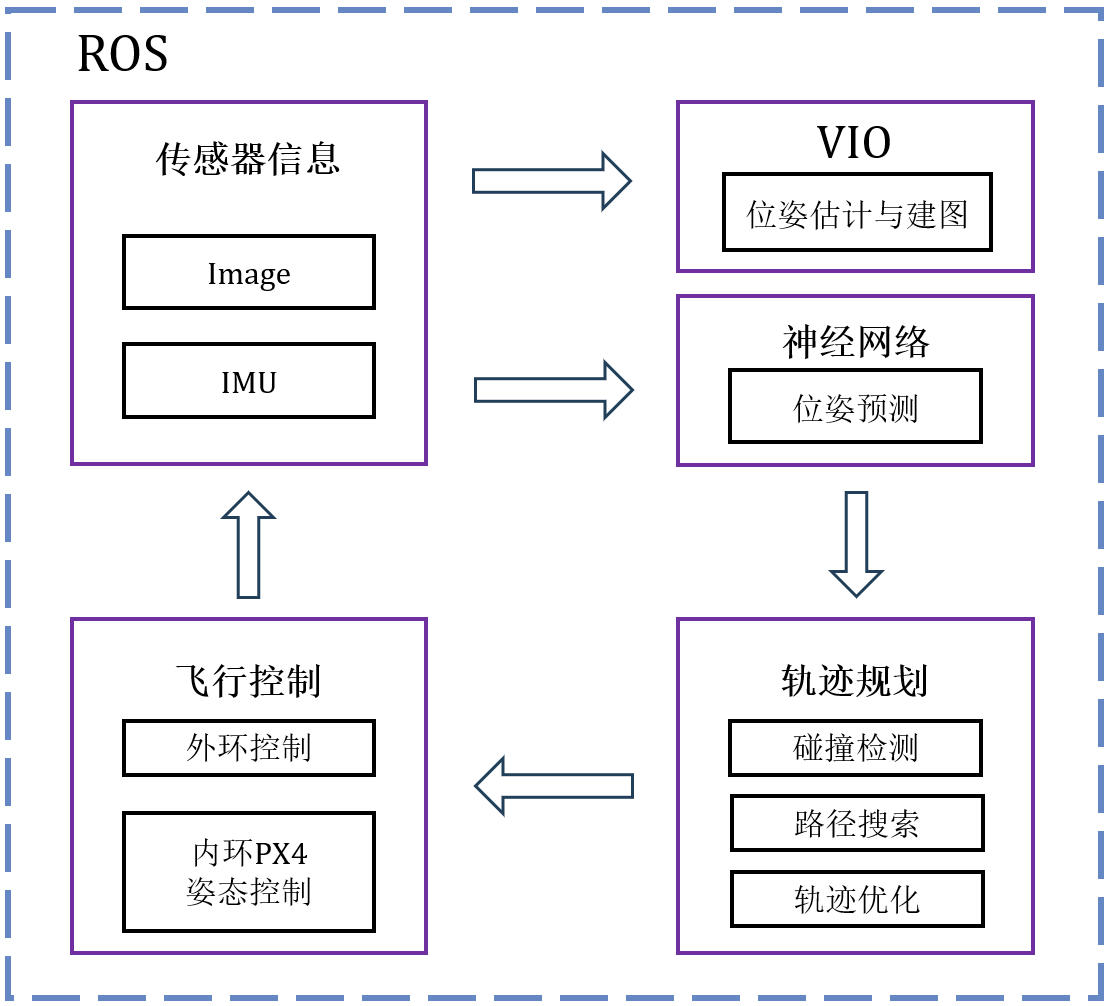 ROS
传感器信息
Image
IMU
VIO
位姿估计与建图
神经网络
位姿预测
飞行控制
外环控制
内环PX4
姿态控制
轨迹规划
碰撞检测
路径搜索
轨迹优化